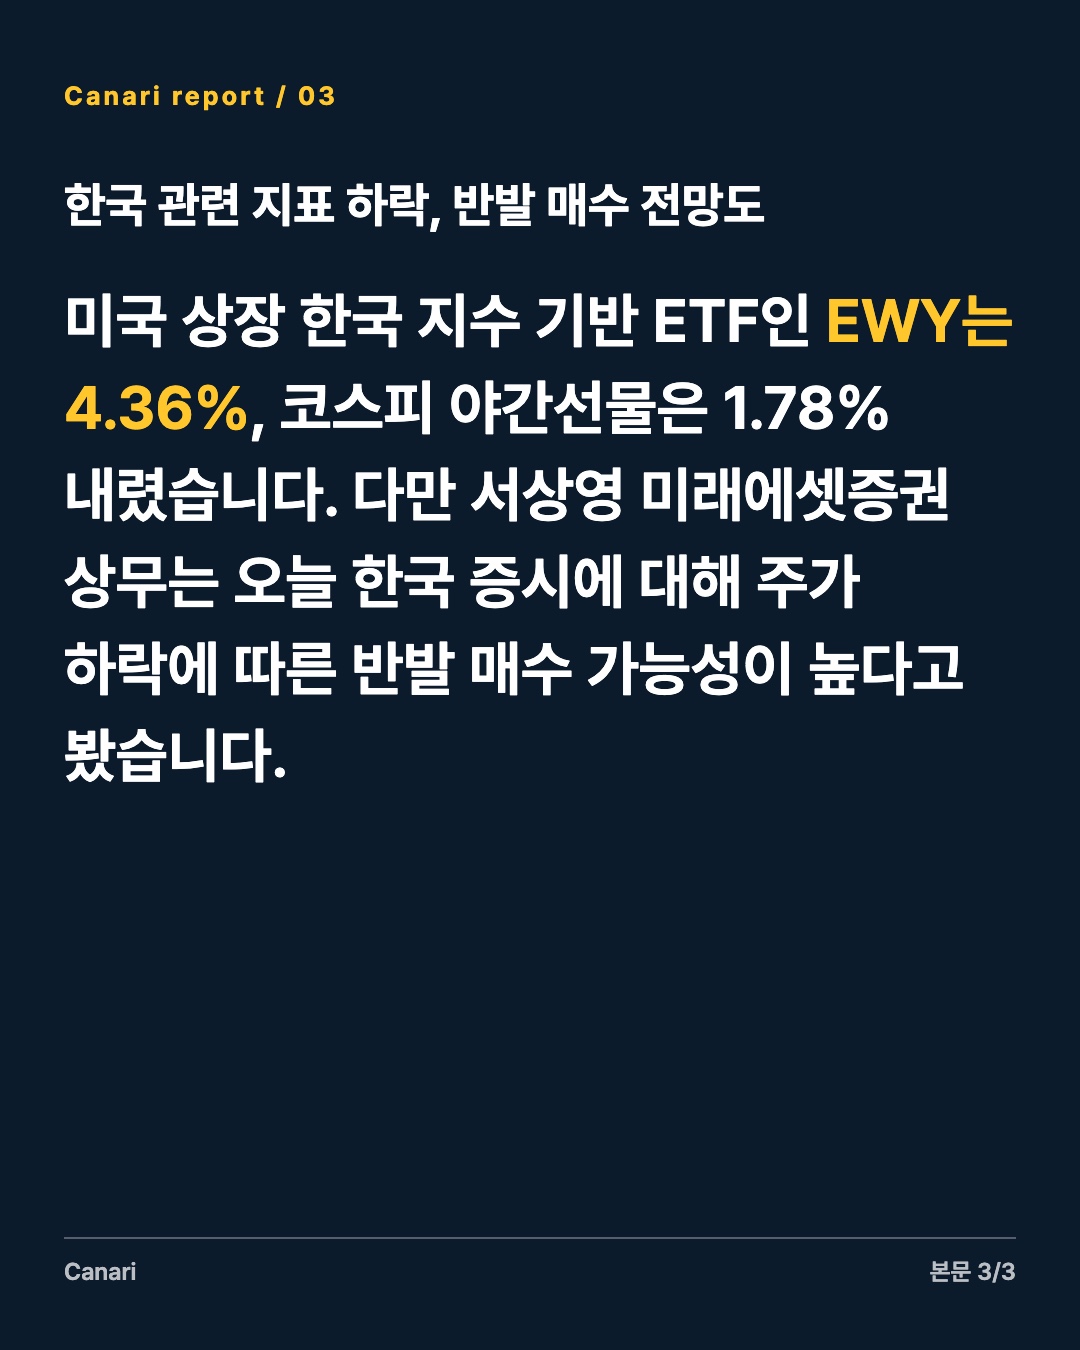 Canari report / 03
한국 관련 지표 하락, 반발 매수 전망도
미국 상장 한국 지수 기반 ETF인 EWY는
4.36%, 코스피 야간선물은 1.78%
내렸습니다. 다만 서상영 미래에셋증권
상무는 오늘 한국 증시에 대해 주가
하락에 따른 반발 매수 가능성이 높다고
봤습니다.
Canari
본문 3/3